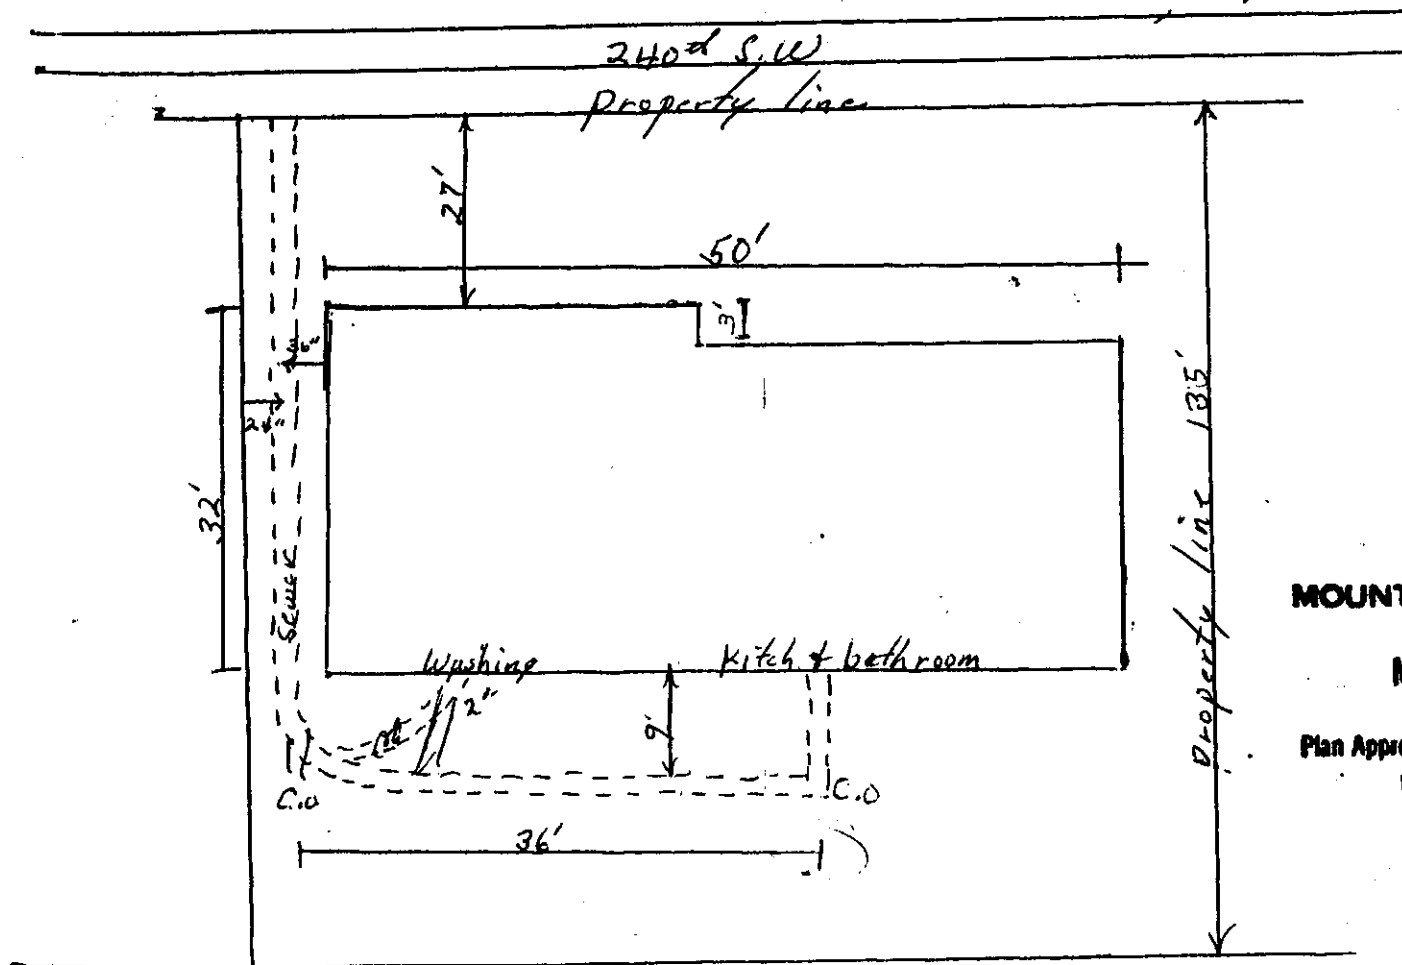 240th S.W
Property line
27'
50'
3'
24"
32'
Property line 135'
Sewer
MOUNT
Washing
Kitch & bathroom
2"
9'
Plan Appr
C.O
C.O
36'